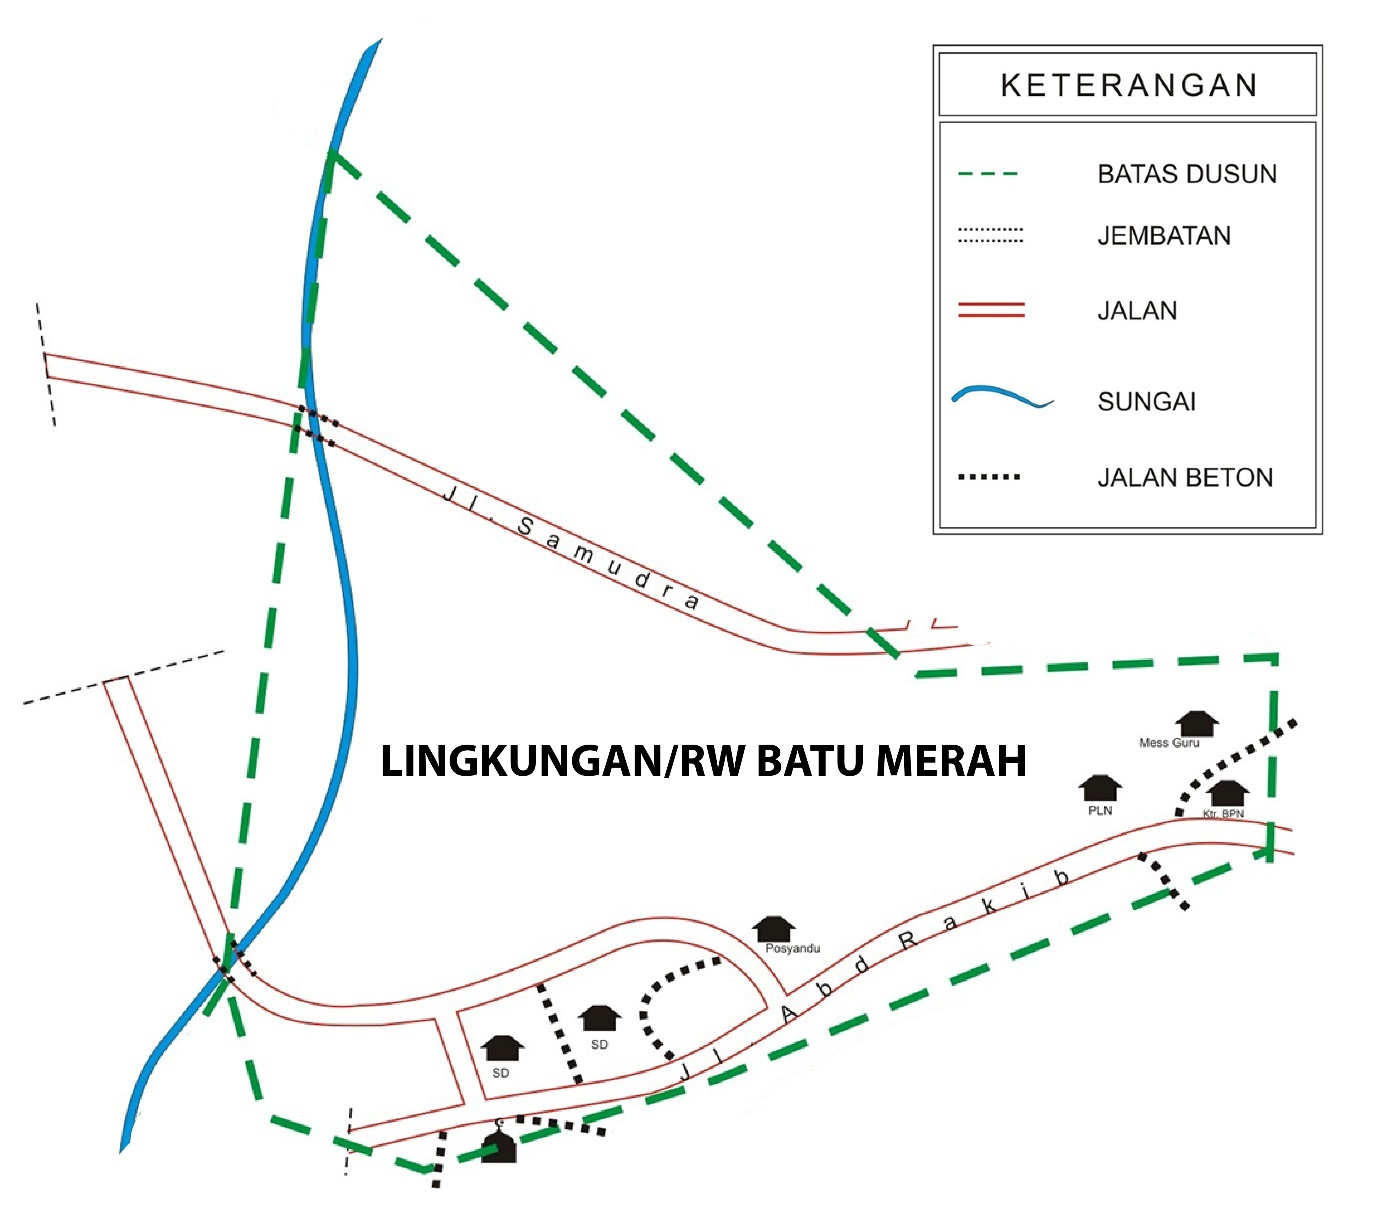 KETERANGAN
BATAS DUSUN
JEMBATAN
JALAN
SUNGAI
JALAN BETON
Jl. Samudra
LINGKUNGAN/RW BATU MERAH
Mess Guru
PLN
Ktr. BPN
Posyandu
Jl. Abd Rakib
SD
SD